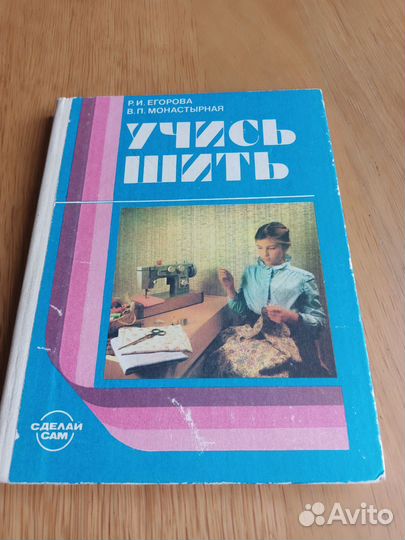 Р.И. ЕГОРОВА
В.П. МОНАСТЫРНАЯ
УЧИСЬ
ШИТЬ
СДЕЛАЙ
САМ
Avito